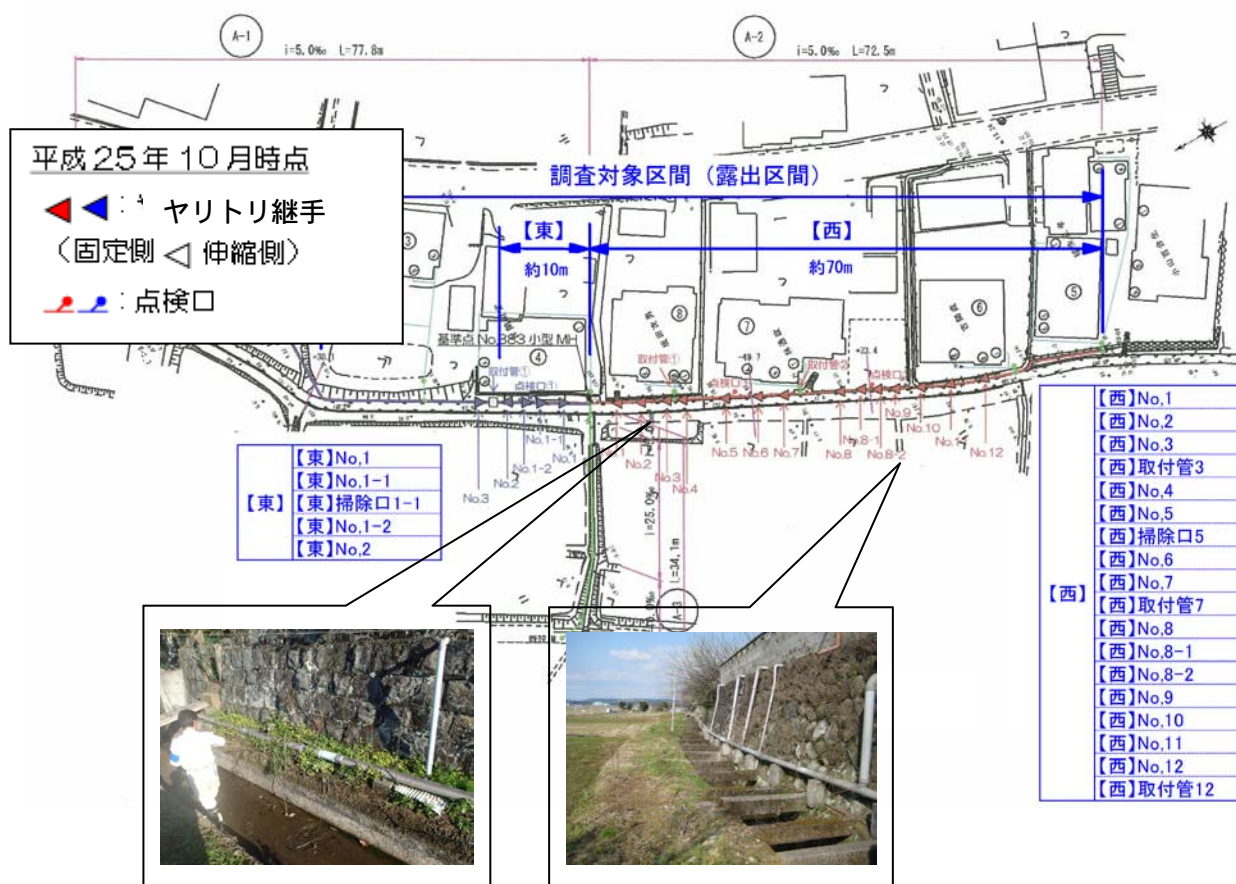 A-1
i=5.0‰ L=77.8m
A-2
i=5.0‰ L=72.5m
平成25年10月時点
ヤリトリ継手
(固定側 ◁ 伸縮側)
: 点検口
調査対象区間(露出区間)
【東】
約10m
【西】
約70m
③
④
⑧
⑦
⑥
⑤
基準点 No.383 小型MH
取付管①
点検口①
取付管①
点検口
取付管②
点検口
No.3
No.2
No.1-2
No.1-1
No.1
No.2
No.3
No.4
No.5
No.6
No.7
No.8
No.8-1
No.8-2
No.9
No.10
No.11
No.12
i=25.0‰
L=34.1m
A-3
【東】
【東】No,1
【東】No,1-1
【東】掃除口1-1
【東】No,1-2
【東】No,2
【西】
【西】No,1
【西】No,2
【西】No,3
【西】取付管3
【西】No,4
【西】No,5
【西】掃除口5
【西】No,6
【西】No,7
【西】取付管7
【西】No,8
【西】No,8-1
【西】No,8-2
【西】No,9
【西】No,10
【西】No,11
【西】No,12
【西】取付管12